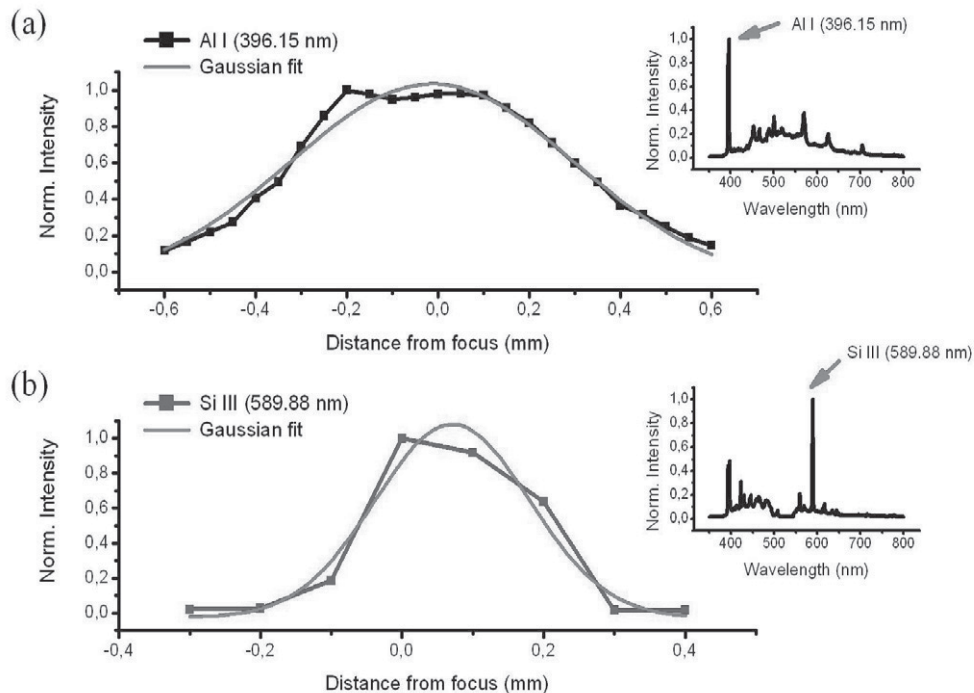 (a)
Al I (396.15 nm)
Gaussian fit
Norm. Intensity
1,0
0,8
0,6
0,4
0,2
0,0
-0,6 -0,4 -0,2 0,0 0,2 0,4 0,6
Distance from focus (mm)
Al I (396.15 nm)
Norm. Intensity
1,0
0,8
0,6
0,4
0,2
0,0
400 500 600 700 800
Wavelength (nm)
(b)
Si III (589.88 nm)
Gaussian fit
Norm. Intensity
1,0
0,8
0,6
0,4
0,2
0,0
-0,4 -0,2 0,0 0,2 0,4
Distance from focus (mm)
Si III (589.88 nm)
Norm. Intensity
1,0
0,8
0,6
0,4
0,2
0,0
400 500 600 700 800
Wavelength (nm)